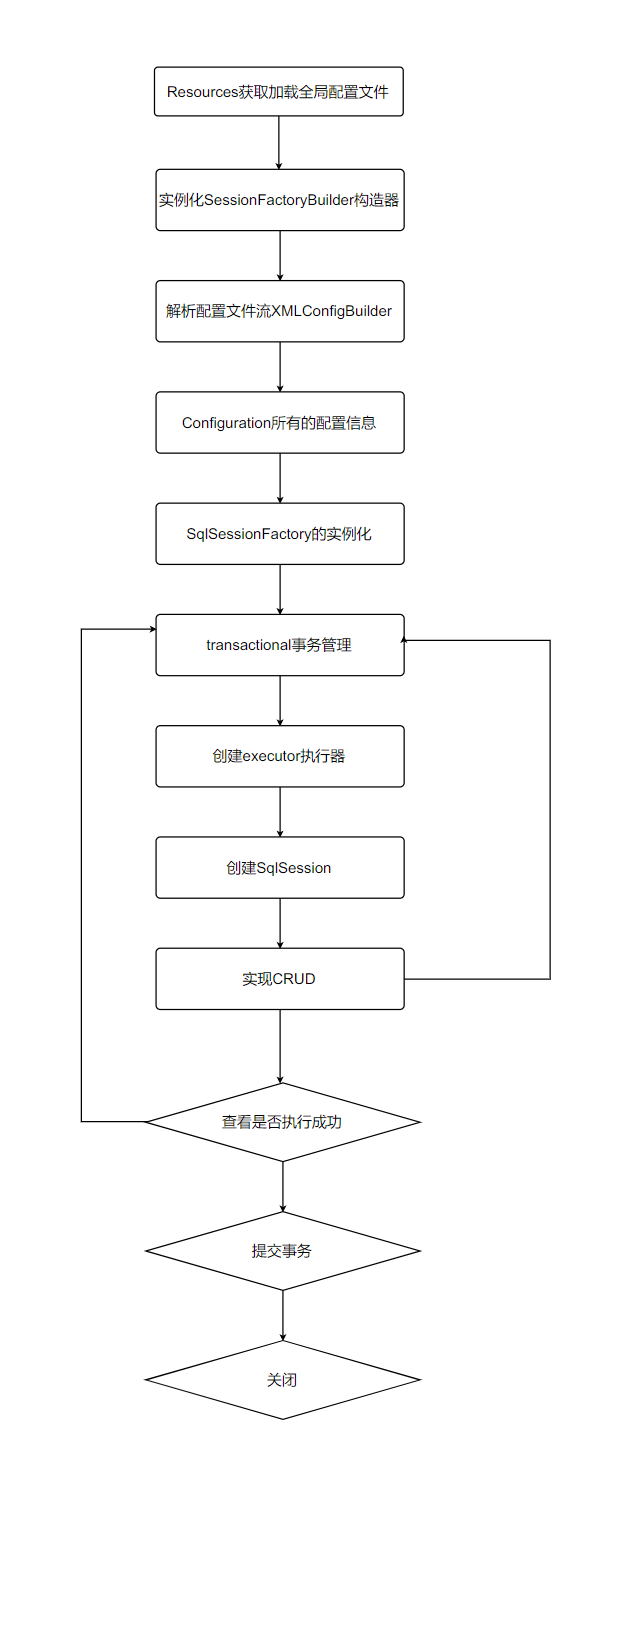 Resources获取加载全局配置文件
实例化SessionFactoryBuilder构造器
解析配置文件流XMLConfigBuilder
Configuration所有的配置信息
SqlSessionFactory的实例化
transactional事务管理
创建executor执行器
创建SqlSession
实现CRUD
查看是否执行成功
提交事务
关闭